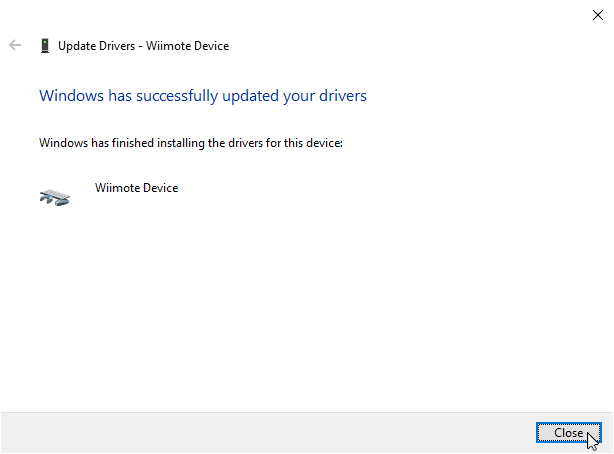 Update Drivers - Wiimote Device
Windows has successfully updated your drivers
Windows has finished installing the drivers for this device:
Wiimote Device
Close